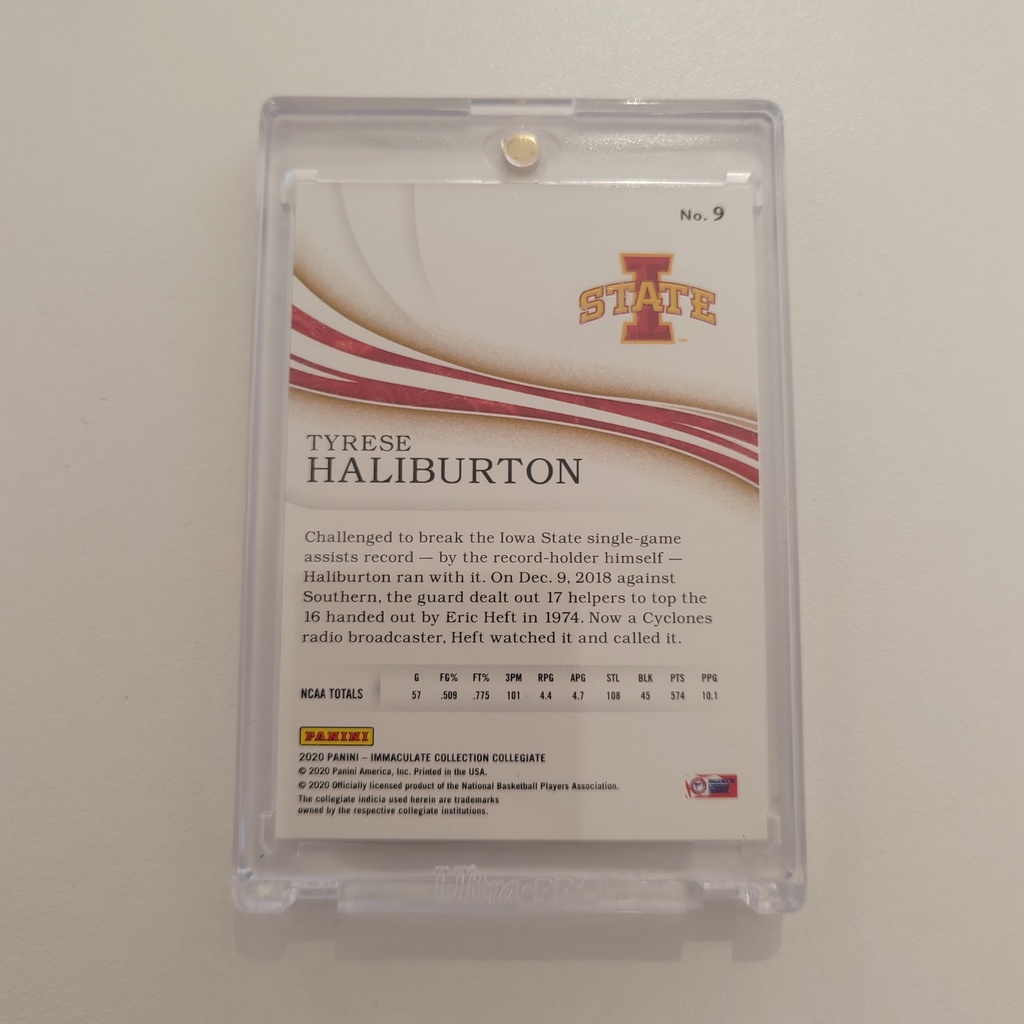 No. 9
I
STATE
TYRESE
HALIBURTON
Challenged to break the Iowa State single-game
assists record — by the record-holder himself —
Haliburton ran with it. On Dec. 9, 2018 against
Southern, the guard dealt out 17 helpers to top the
16 handed out by Eric Heft in 1974. Now a Cyclones
radio broadcaster, Heft watched it and called it.
G FG% FT% 3PM RPG APG STL BLK PTS PPG
NCAA TOTALS 57 .509 .775 101 4.4 4.7 108 45 574 10.1
PANINI
2020 PANINI – IMMACULATE COLLECTION COLLEGIATE
© 2020 Panini America, Inc. Printed in the USA.
© 2020 Officially licensed product of the National Basketball Players Association.
The collegiate indicia used herein are trademarks
owned by the respective collegiate institutions.